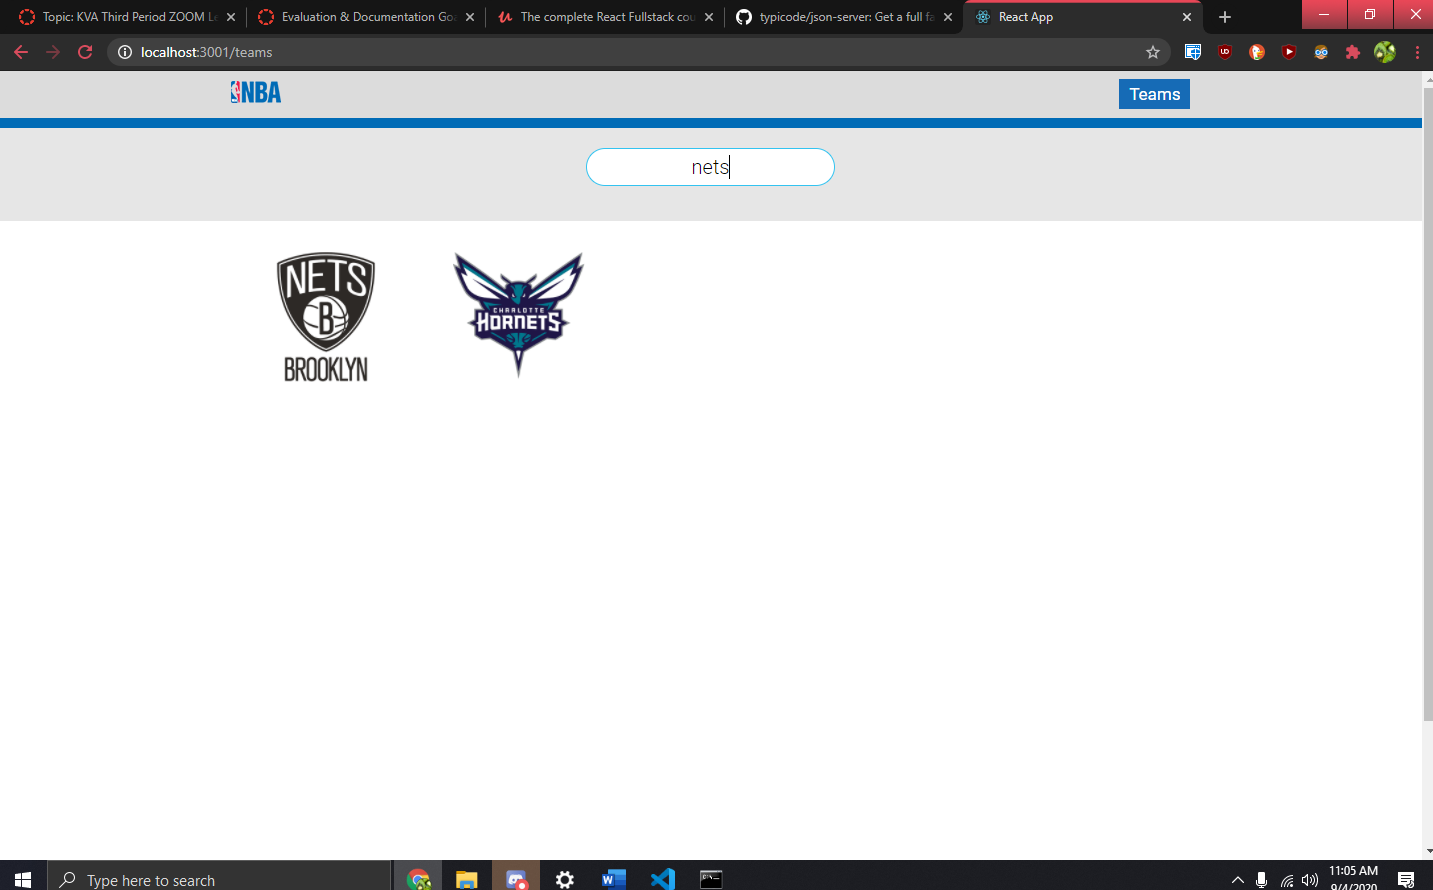 Topic: KVA Third Period ZOOM Le
Evaluation & Documentation Go
The complete React Fullstack cou
typicode/json-server: Get a full fa
React App
localhost:3001/teams
NBA
Teams
nets
NETS
B
BROOKLYN
CHARLOTTE
HORNETS
Type here to search
11:05 AM
9/4/2020